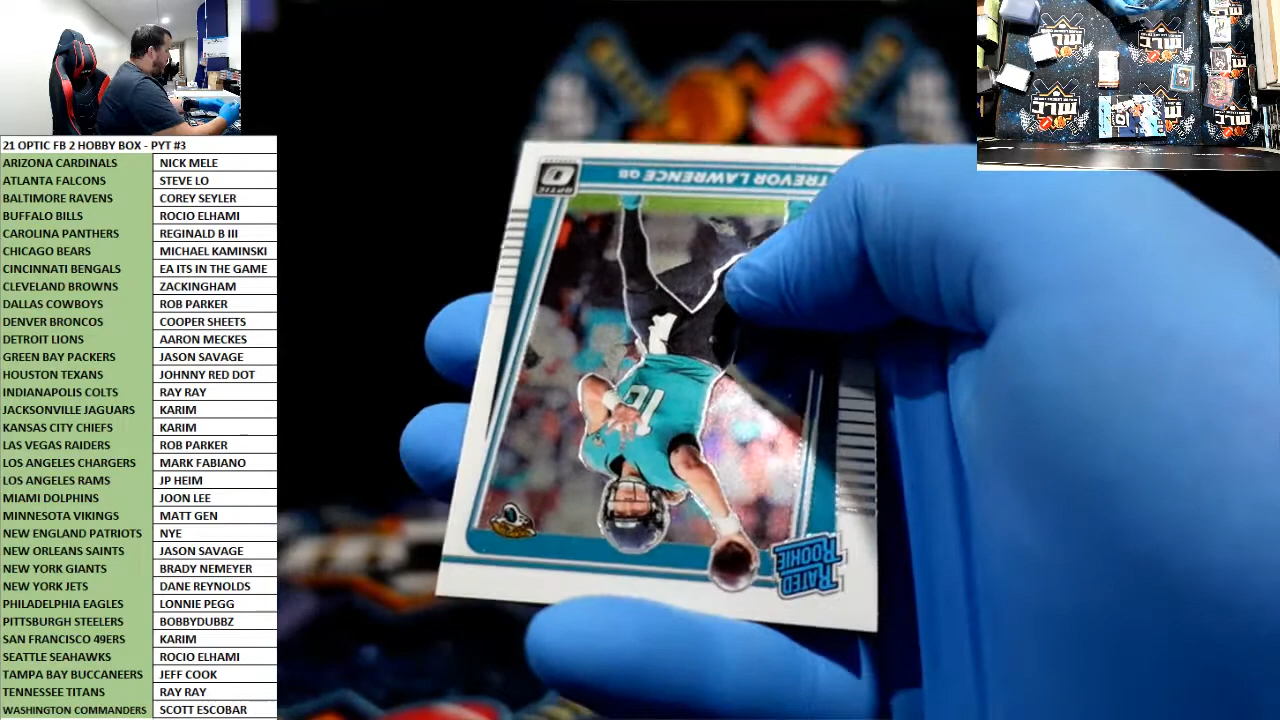 21 OPTIC FB 2 HOBBY BOX - PYT #3
ARIZONA CARDINALS NICK MELE
ATLANTA FALCONS STEVE LO
BALTIMORE RAVENS COREY SEYLER
BUFFALO BILLS ROCIO ELHAMI
CAROLINA PANTHERS REGINALD B III
CHICAGO BEARS MICHAEL KAMINSKI
CINCINNATI BENGALS EA ITS IN THE GAME
CLEVELAND BROWNS ZACKINGHAM
DALLAS COWBOYS ROB PARKER
DENVER BRONCOS COOPER SHEETS
DETROIT LIONS AARON MECKES
GREEN BAY PACKERS JASON SAVAGE
HOUSTON TEXANS JOHNNY RED DOT
INDIANAPOLIS COLTS RAY RAY
JACKSONVILLE JAGUARS KARIM
KANSAS CITY CHIEFS KARIM
LAS VEGAS RAIDERS ROB PARKER
LOS ANGELES CHARGERS MARK FABIANO
LOS ANGELES RAMS JP HEIM
MIAMI DOLPHINS JOON LEE
MINNESOTA VIKINGS MATT GEN
NEW ENGLAND PATRIOTS NYE
NEW ORLEANS SAINTS JASON SAVAGE
NEW YORK GIANTS BRADY NEMEYER
NEW YORK JETS DANE REYNOLDS
PHILADELPHIA EAGLES LONNIE PEGG
PITTSBURGH STEELERS BOBBYDUBBZ
SAN FRANCISCO 49ERS KARIM
SEATTLE SEAHAWKS ROCIO ELHAMI
TAMPA BAY BUCCANEERS JEFF COOK
TENNESSEE TITANS RAY RAY
WASHINGTON COMMANDERS SCOTT ESCOBAR
O OPTIC
TREVOR LAWRENCE QB
16
RATED
ROOKIE